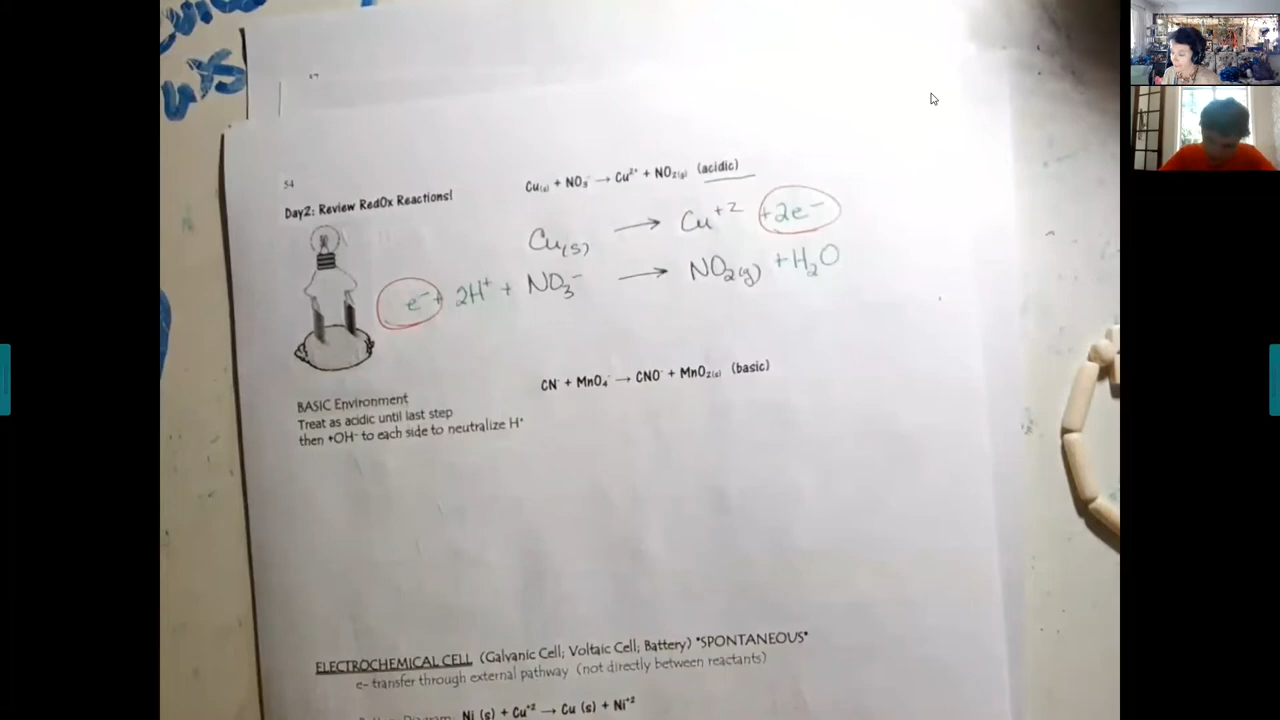 54
Day2: Review RedOx Reactions!
Cu(s) + NO₃⁻ → Cu²⁺ + NO₂(g) (acidic)
Cu(s) → Cu⁺² +2e⁻
e⁻ + 2H⁺ + NO₃⁻ → NO₂(g) + H₂O
CN⁻ + MnO₄⁻ → CNO⁻ + MnO₂(s) (basic)
BASIC Environment
Treat as acidic until last step
then +OH⁻ to each side to neutralize H⁺
ELECTROCHEMICAL CELL (Galvanic Cell; Voltaic Cell; Battery) *SPONTANEOUS*
e- transfer through external pathway (not directly between reactants)
Diagram: Ni (s) + Cu⁺² → Cu (s) + Ni⁺²